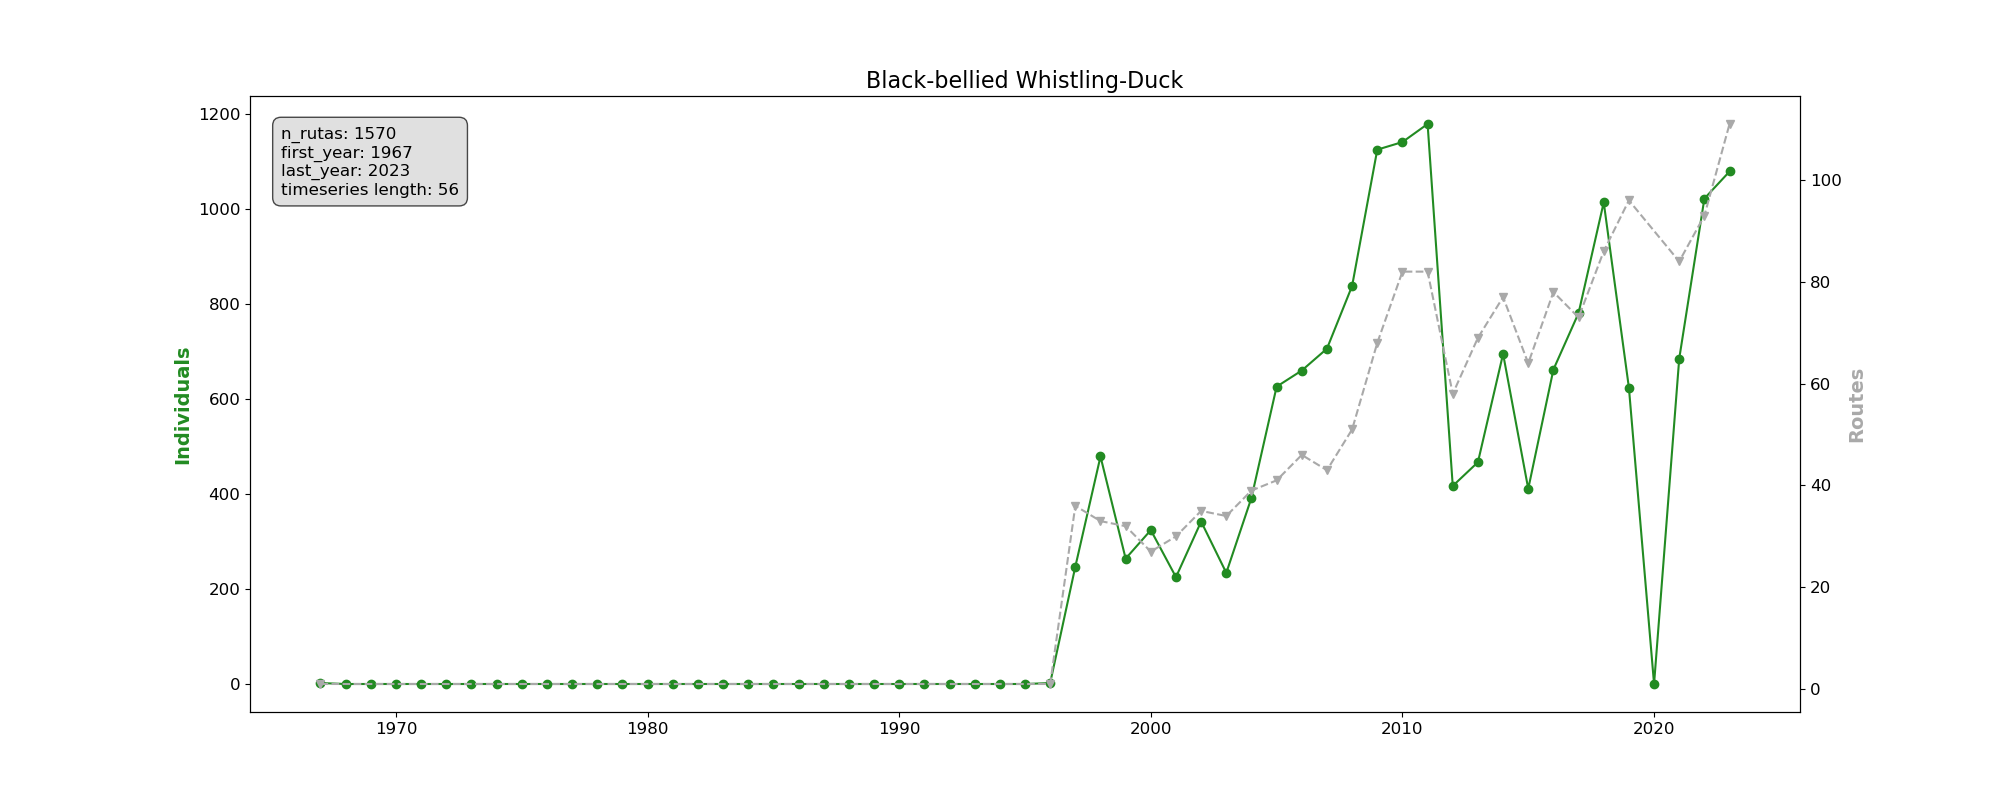 Black-bellied Whistling-Duck
n_rutas: 1570
first_year: 1967
last_year: 2023
timeseries length: 56
Individuals
1200
1000
800
600
400
200
0
Routes
100
80
60
40
20
0
1970 1980 1990 2000 2010 2020